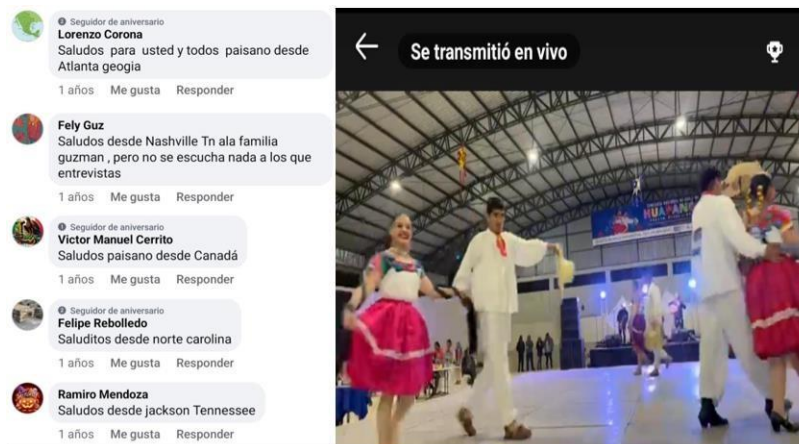 Seguidor de aniversario
Lorenzo Corona
Saludos para usted y todos paisano desde
Atlanta geogia
1 años Me gusta Responder
Fely Guz
Saludos desde Nashville Tn ala familia
guzman , pero no se escucha nada a los que
entrevistas
1 años Me gusta Responder
Seguidor de aniversario
Victor Manuel Cerrito
Saludos paisano desde Canadá
1 años Me gusta Responder
Seguidor de aniversario
Felipe Rebolledo
Saluditos desde norte carolina
1 años Me gusta Responder
Ramiro Mendoza
Saludos desde jackson Tennessee
1 años Me gusta Responder
Se transmitió en vivo